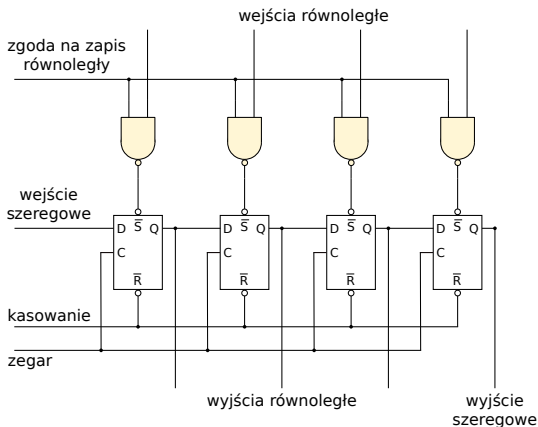 wejścia równoległe
zgoda na zapis
równoległy
wejście
szeregowe
D S̅ Q
C
R̅
D S̅ Q
C
R̅
D S̅ Q
C
R̅
D S̅ Q
C
R̅
kasowanie
zegar
wyjścia równoległe
wyjście
szeregowe